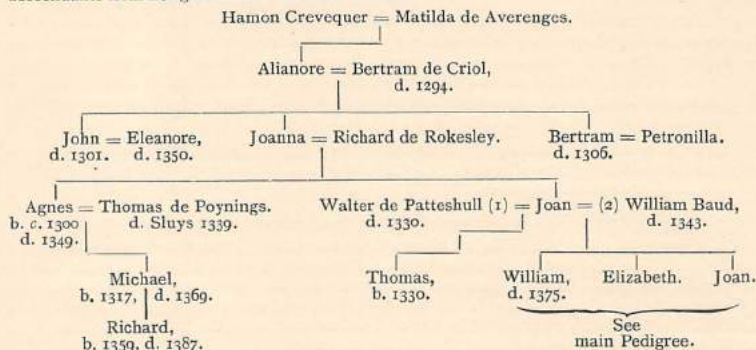 Hamon Crevequer = Matilda de Averenges.
Alianore = Bertram de Criol,
d. 1294.
John = Eleanore, Joanna = Richard de Rokesley. Bertram = Petronilla.
d. 1301. d. 1350. d. 1306.
Agnes = Thomas de Poynings. Walter de Patteshull (1) = Joan = (2) William Baud,
b. c. 1300 d. Sluys 1339. d. 1330. d. 1343.
d. 1349.
Michael, Thomas, William, Elizabeth. Joan.
b. 1317, d. 1369. b. 1330. d. 1375.
Richard, See
b. 1359, d. 1387. main Pedigree.